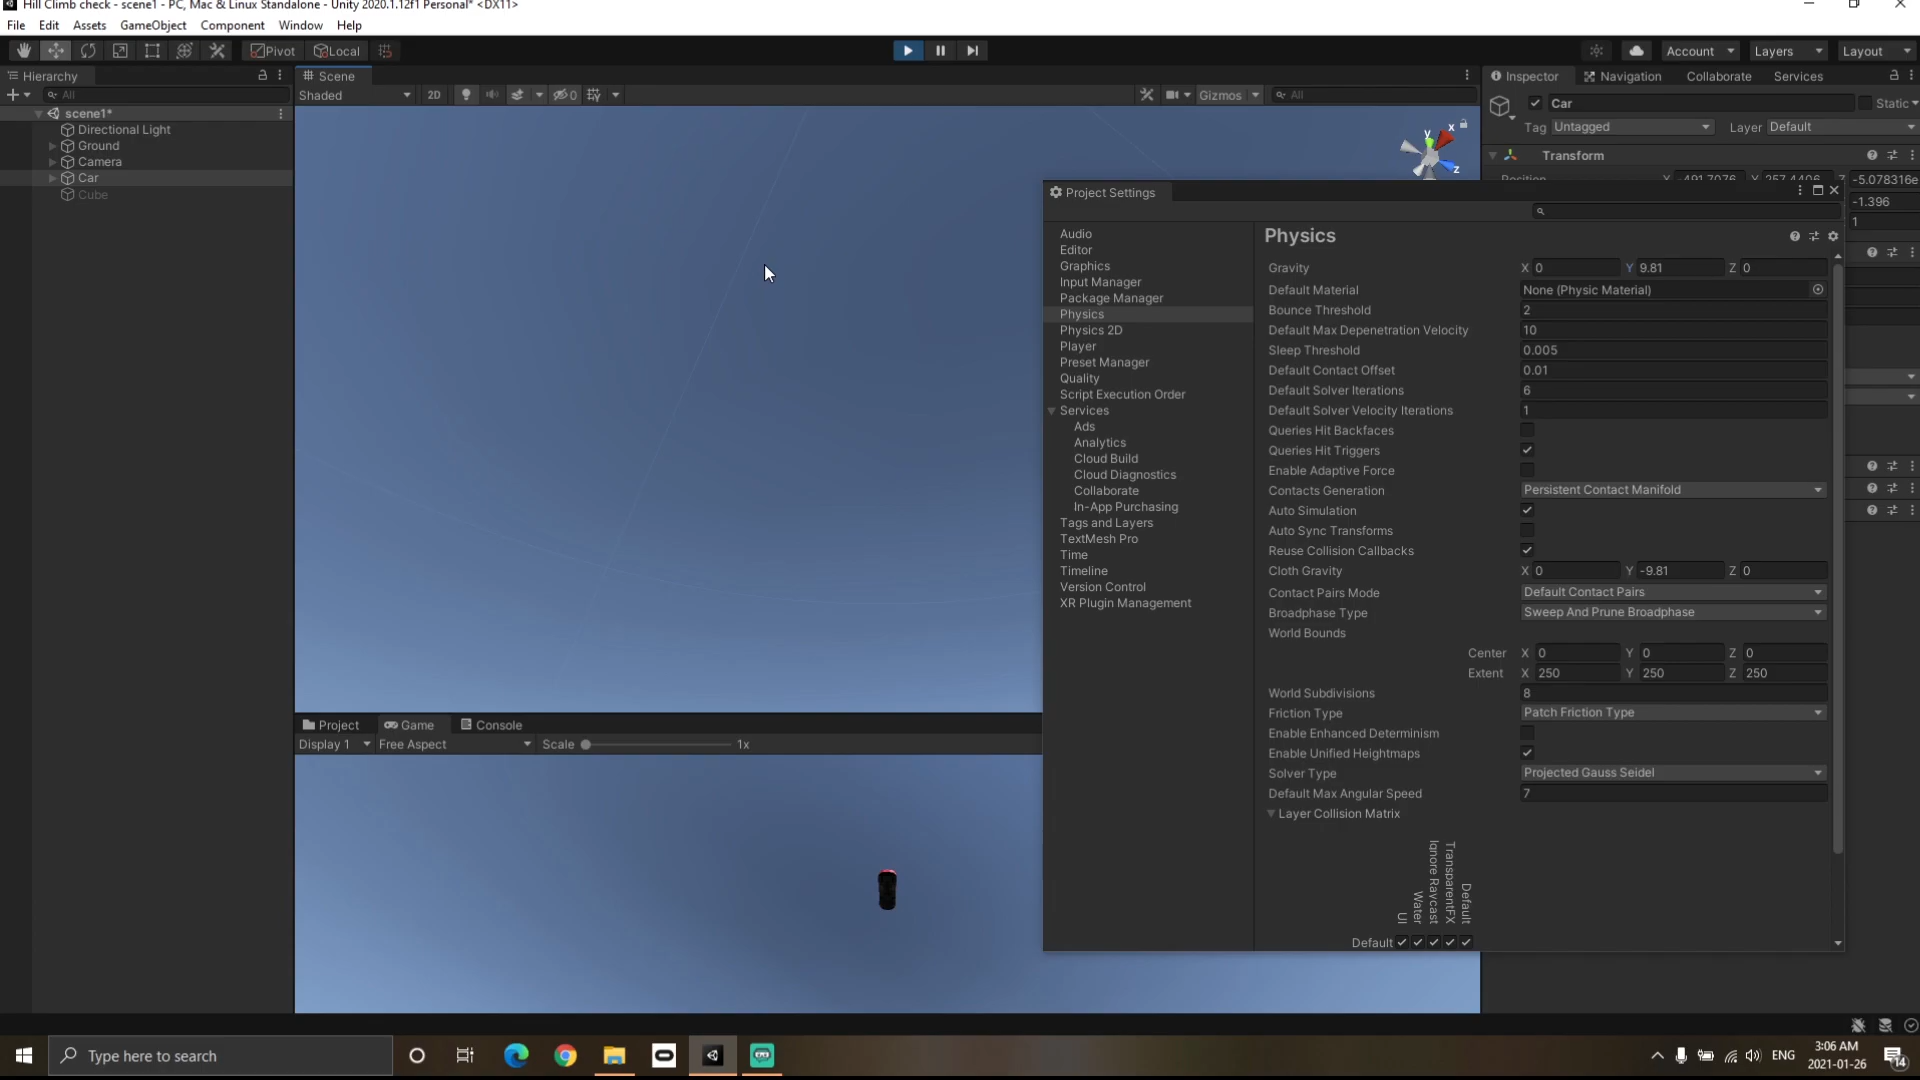 Hill Climb check - scene1 - PC, Mac & Linux Standalone - Unity 2020.1.12f1 Personal* <DX11>
File Edit Assets GameObject Component Window Help
Pivot Local Account Layers Layout
Hierarchy
All
scene1*
Directional Light
Ground
Camera
Car
Cube
Scene
Shaded 2D 0 Gizmos All
Inspector Navigation Collaborate Services
Car Static
Tag Untagged Layer Default
Transform
Position X -491.7076 Y 257.4406 Z -5.078316e
-1.396
1
Project Settings
Audio
Editor
Graphics
Input Manager
Package Manager
Physics
Physics 2D
Player
Preset Manager
Quality
Script Execution Order
Services
Ads
Analytics
Cloud Build
Cloud Diagnostics
Collaborate
In-App Purchasing
Tags and Layers
TextMesh Pro
Time
Timeline
Version Control
XR Plugin Management
Physics
Gravity X 0 Y 9.81 Z 0
Default Material None (Physic Material)
Bounce Threshold 2
Default Max Depenetration Velocity 10
Sleep Threshold 0.005
Default Contact Offset 0.01
Default Solver Iterations 6
Default Solver Velocity Iterations 1
Queries Hit Backfaces
Queries Hit Triggers
Enable Adaptive Force
Contacts Generation Persistent Contact Manifold
Auto Simulation
Auto Sync Transforms
Reuse Collision Callbacks
Cloth Gravity X 0 Y -9.81 Z 0
Contact Pairs Mode Default Contact Pairs
Broadphase Type Sweep And Prune Broadphase
World Bounds
Center X 0 Y 0 Z 0
Extent X 250 Y 250 Z 250
World Subdivisions 8
Friction Type Patch Friction Type
Enable Enhanced Determinism
Enable Unified Heightmaps
Solver Type Projected Gauss Seidel
Default Max Angular Speed 7
Layer Collision Matrix
UI
Water
Ignore Raycast
TransparentFX
Default
Default
x y z
Project Game Console
Display 1 Free Aspect Scale 1x
Type here to search
ENG
3:06 AM
2021-01-26
14